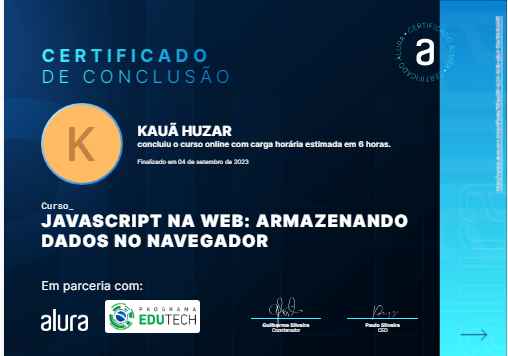 CERTIFICADO
DE CONCLUSÃO
a
K
KAUÃ HUZAR
concluiu o curso online com carga horária estimada em 6 horas.
Finalizado em 04 de setembro de 2023
Curso_
JAVASCRIPT NA WEB: ARMAZENANDO
DADOS NO NAVEGADOR
Em parceria com:
alura
PROGRAMA
EDUTECH
Guilherme Silveira
Coordenador
Paulo Silveira
CEO